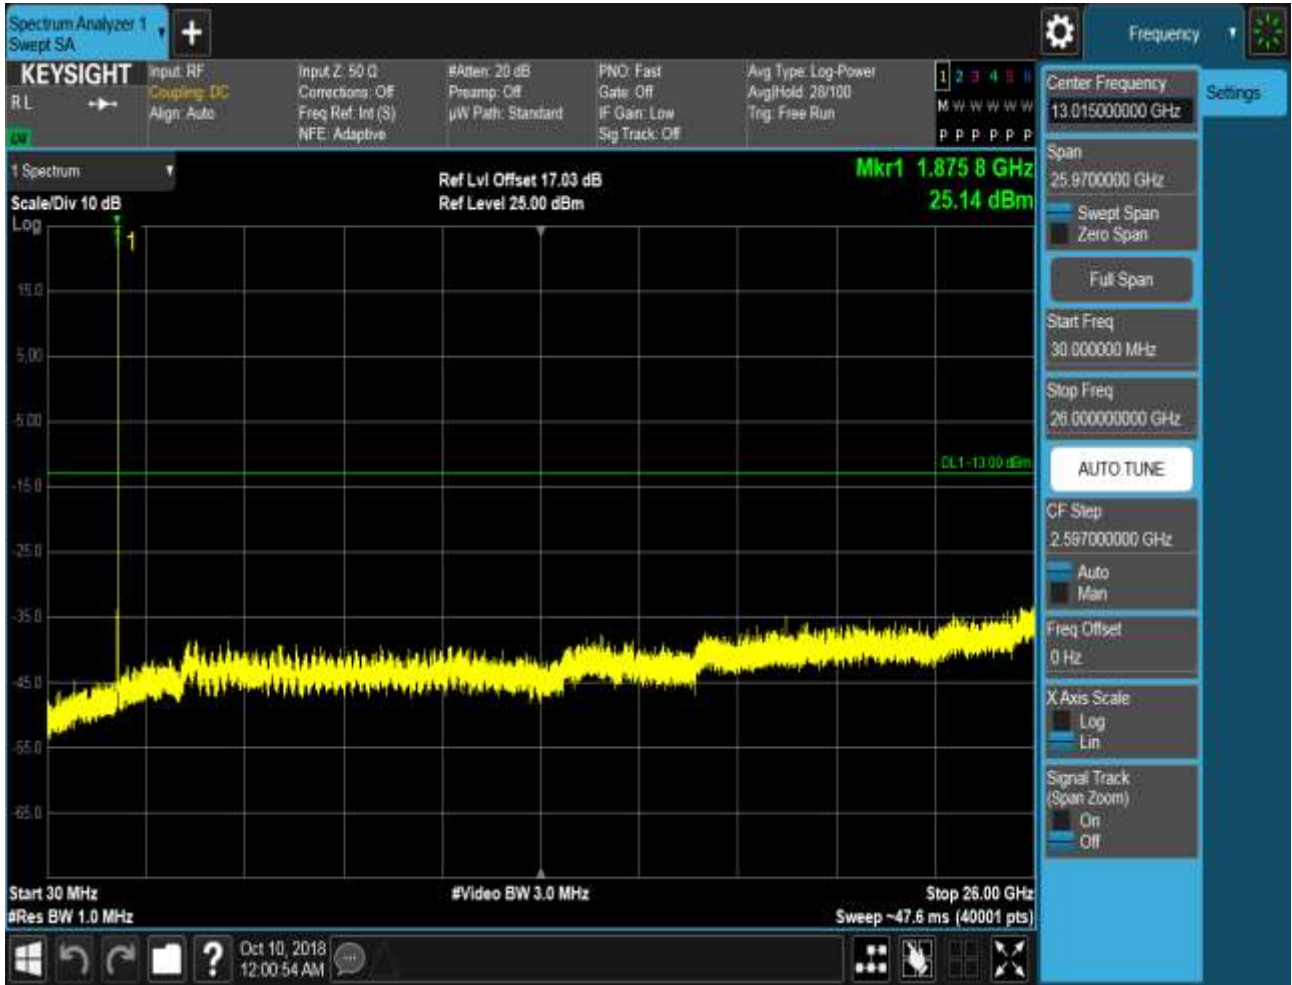 Spectrum Analyzer 1
Swept SA
Frequency
KEYSIGHT
R L
Input: RF
Coupling: DC
Align: Auto
Input Z: 50 Ω
Corrections: Off
Freq Ref: Int (S)
NFE: Adaptive
#Atten: 20 dB
Preamp: Off
µW Path: Standard
PNO: Fast
Gate: Off
IF Gain: Low
Sig Track: Off
Avg Type: Log-Power
Avg|Hold: 28/100
Trig: Free Run
1 2 3 4 5 6
M W W W W W
P P P P P P
1 Spectrum
Scale/Div 10 dB
Log
Ref Lvl Offset 17.03 dB
Ref Level 25.00 dBm
Mkr1 1.875 8 GHz
25.14 dBm
1
15.0
5.00
-5.00
-15.0
-25.0
-35.0
-45.0
-55.0
-65.0
DL1 -13.00 dBm
Start 30 MHz
#Res BW 1.0 MHz
#Video BW 3.0 MHz
Stop 26.00 GHz
Sweep ~47.6 ms (40001 pts)
Center Frequency
13.015000000 GHz
Settings
Span
25.9700000 GHz
Swept Span
Zero Span
Full Span
Start Freq
30.000000 MHz
Stop Freq
26.000000000 GHz
AUTO TUNE
CF Step
2.597000000 GHz
Auto
Man
Freq Offset
0 Hz
X Axis Scale
Log
Lin
Signal Track
(Span Zoom)
On
Off
?
Oct 10, 2018
12:00:54 AM